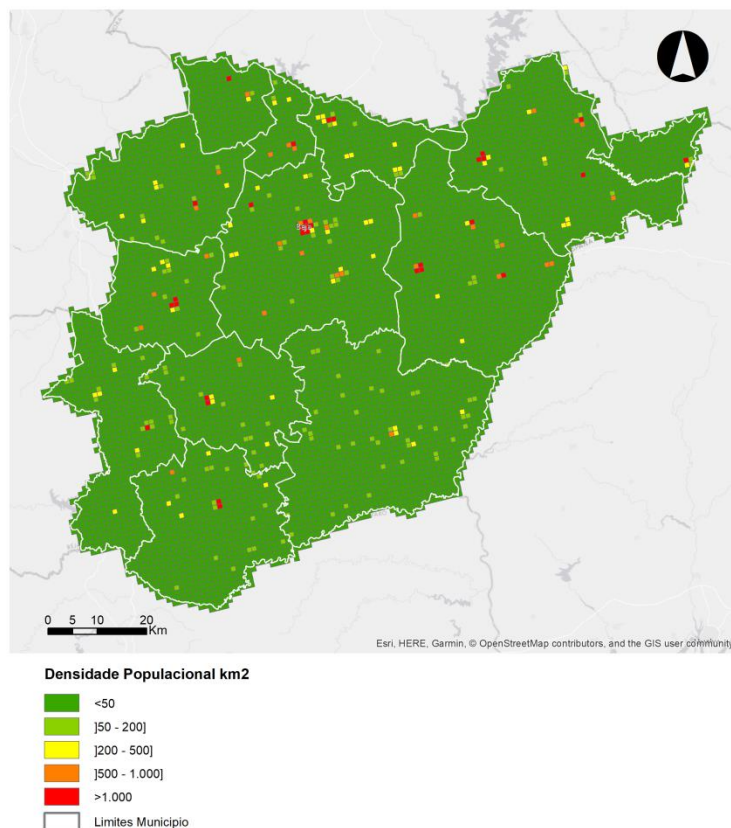 0 5 10 20
Km
Esri, HERE, Garmin, © OpenStreetMap contributors, and the GIS user community
Densidade Populacional km2
<50
]50 - 200]
]200 - 500]
]500 - 1.000]
>1.000
Limites Municipio